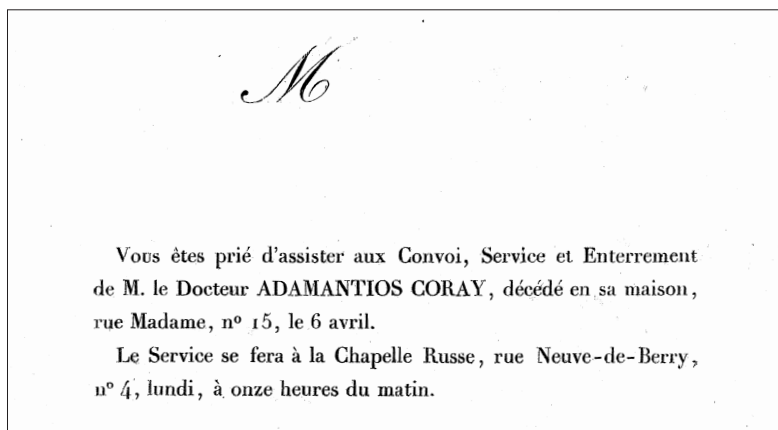 M
Vous êtes prié d'assister aux Convoi, Service et Enterrement
de M. le Docteur ADAMANTIOS CORAY, décédé en sa maison,
rue Madame, nº 15, le 6 avril.
Le Service se fera à la Chapelle Russe, rue Neuve-de-Berry,
nº 4, lundi, à onze heures du matin.